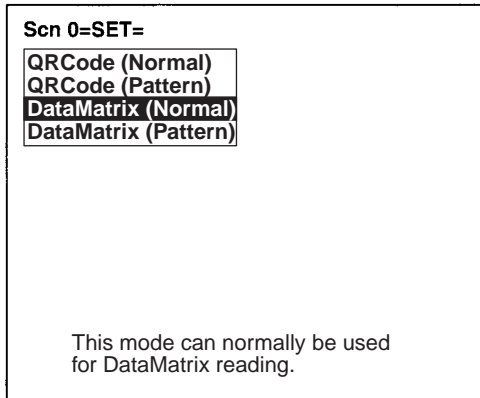 Scn 0=SET=
QRCode (Normal)
QRCode (Pattern)
DataMatrix (Normal)
DataMatrix (Pattern)
This mode can normally be used
for DataMatrix reading.